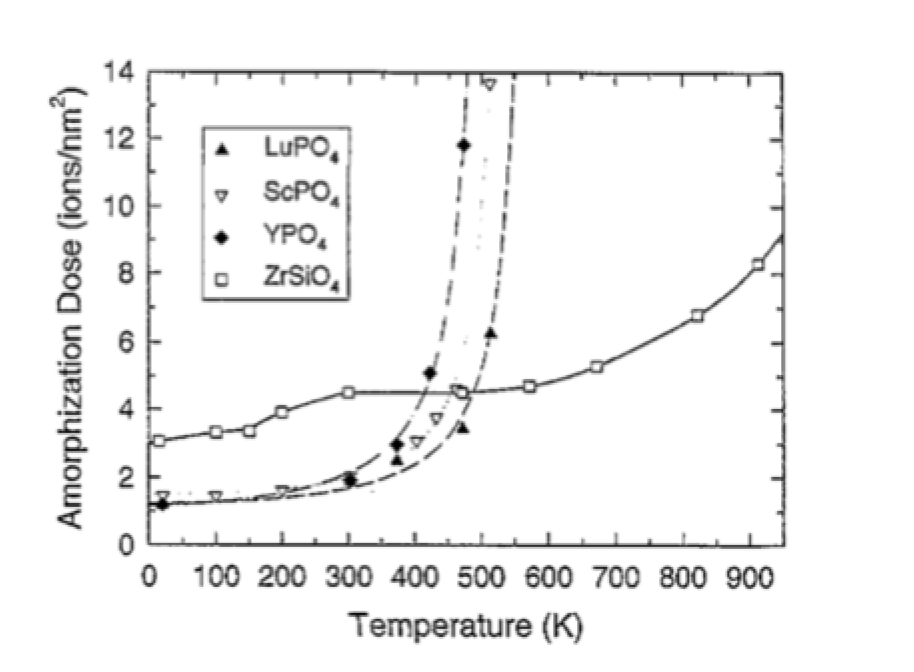 Amorphization Dose (ions/nm²)
14
12
10
8
6
4
2
0
LuPO₄
ScPO₄
YPO₄
ZrSiO₄
0 100 200 300 400 500 600 700 800 900
Temperature (K)